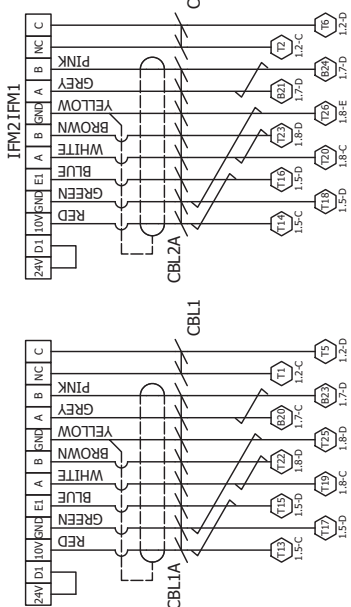 IFM2 IFM1
24V D1 10V GND E1 A B GND A B NC C
RED
GREEN
BLUE
WHITE
BROWN
YELLOW
GREY
PINK
CBL2A
C
T14 1.5-C
T18 1.5-D
T16 1.5-D
T20 1.8-C
T23 1.8-D
T26 1.8-E
B21 1.7-D
B24 1.7-D
T2 1.2-C
T6 1.2-D
24V D1 10V GND E1 A B GND A B NC C
RED
GREEN
BLUE
WHITE
BROWN
YELLOW
GREY
PINK
CBL1A
CBL1
T13 1.5-C
T17 1.5-D
T15 1.5-D
T19 1.8-C
T22 1.8-D
T25 1.8-D
B20 1.7-C
B23 1.7-D
T1 1.2-C
T5 1.2-D